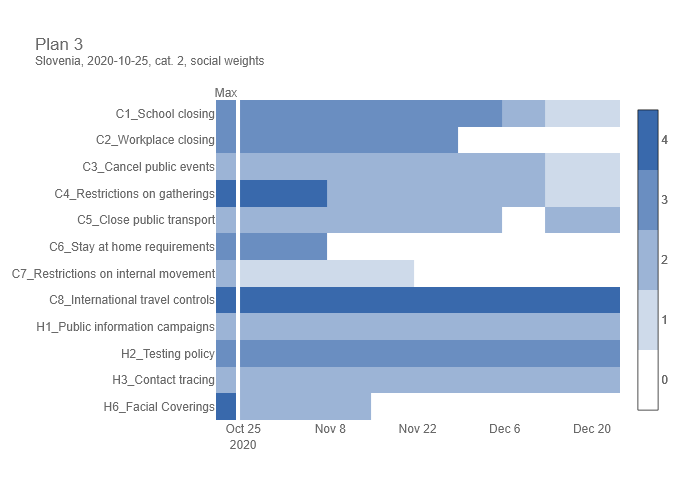 Plan 3
Slovenia, 2020-10-25, cat. 2, social weights
Max
C1_School closing
C2_Workplace closing
C3_Cancel public events
C4_Restrictions on gatherings
C5_Close public transport
C6_Stay at home requirements
C7_Restrictions on internal movement
C8_International travel controls
H1_Public information campaigns
H2_Testing policy
H3_Contact tracing
H6_Facial Coverings
Oct 25 Nov 8 Nov 22 Dec 6 Dec 20
2020
4
3
2
1
0